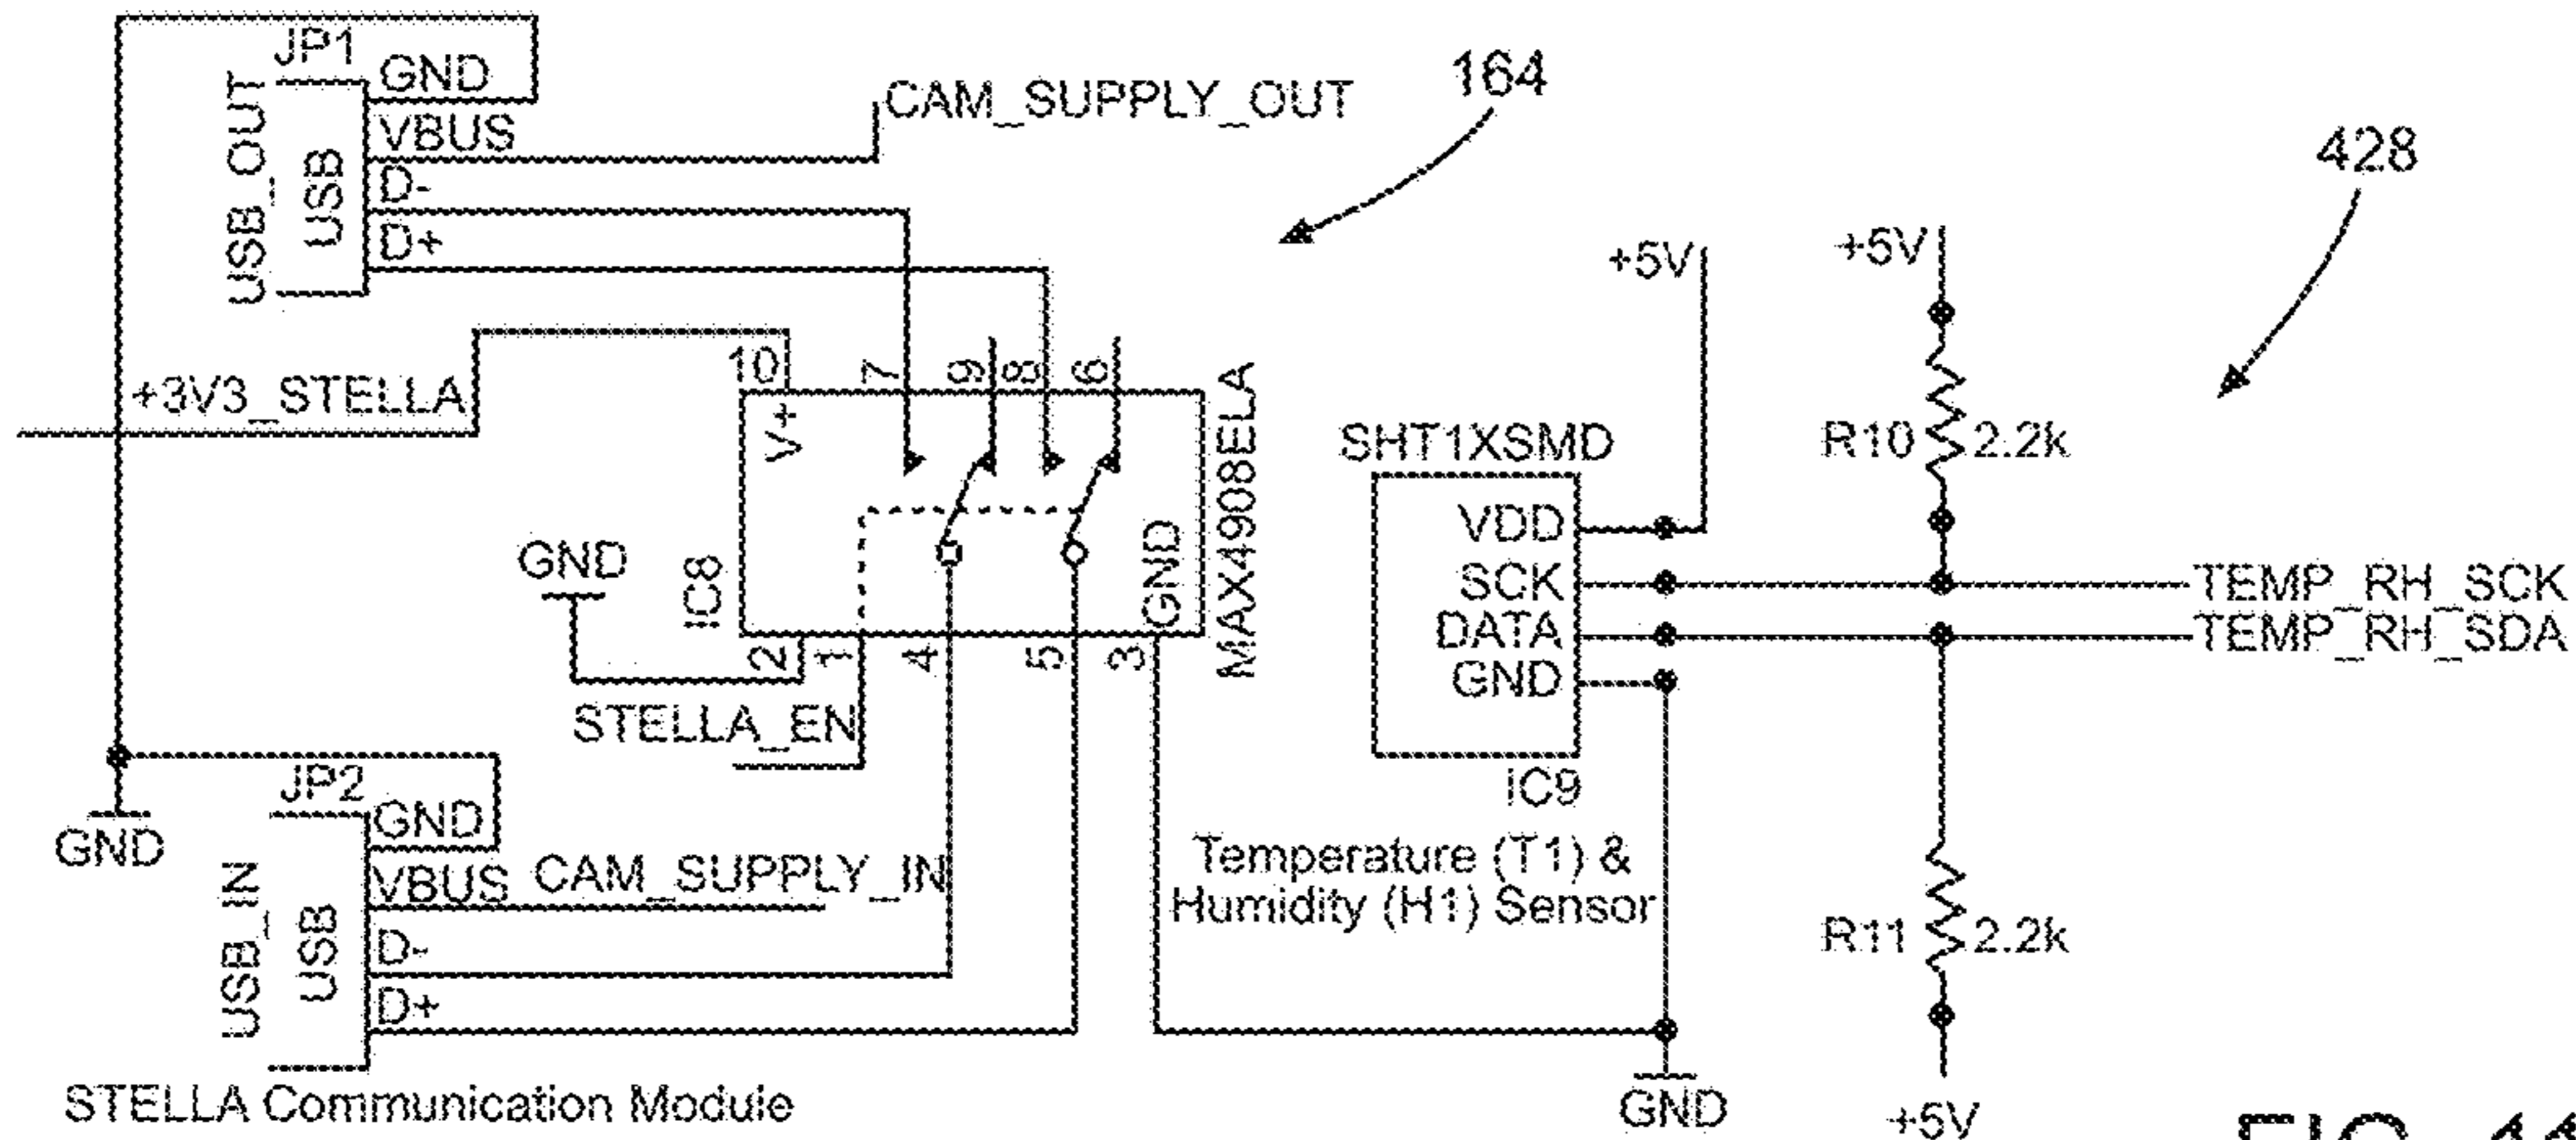 JP1
GND
USB_OUT
USB
VBUS
D-
D+
CAM_SUPPLY_OUT
164
428
+3V3_STELLA
10
7
9
8
6
V+
IC8
GND
MAX4908ELA
GND
2
1
4
5
3
STELLA_EN
GND
JP2
GND
USB_IN
USB
VBUS
CAM_SUPPLY_IN
D-
D+
STELLA Communication Module
+5V
+5V
SHT1XSMD
VDD
SCK
DATA
GND
IC9
R10
2.2k
TEMP_RH_SCK
TEMP_RH_SDA
Temperature (T1) &
Humidity (H1) Sensor
R11
2.2k
GND
+5V